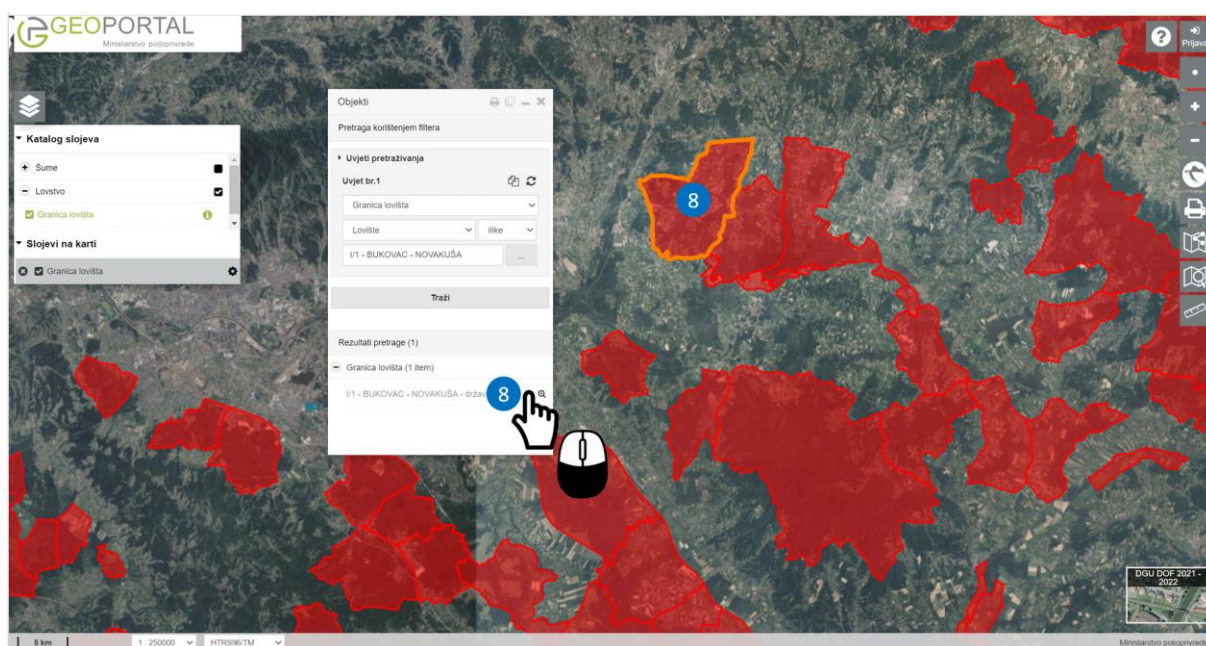 GEOPORTAL
Ministarstvo poljoprivrede
Prijava
Katalog slojeva
Šume
Lovstvo
Granica lovišta
Slojevi na karti
Granica lovišta
Objekti
Pretraga korištenjem filtera
Uvjeti pretraživanja
Uvjet br.1
Granica lovišta
Lovište
ilike
I/1 - BUKOVAC - NOVAKUŠA
...
Traži
Rezultati pretrage (1)
Granica lovišta (1 item)
I/1 - BUKOVAC - NOVAKUŠA - držav
8
8
DGU DOF 2021 -
2022
5 km
1 : 250000
HTRS96/TM
Ministarstvo poljoprivrede